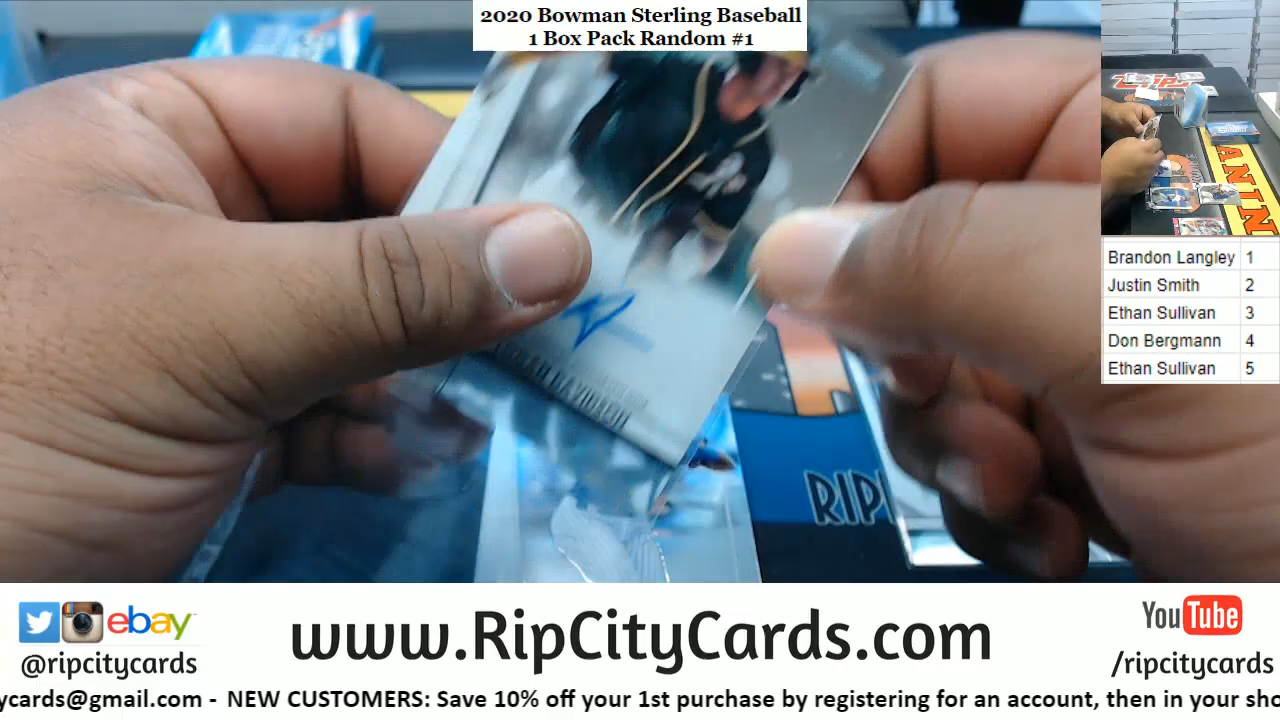 2020 Bowman Sterling Baseball
1 Box Pack Random #1
Brandon Langley 1
Justin Smith 2
Ethan Sullivan 3
Don Bergmann 4
Ethan Sullivan 5
RIP
ebay
@ripcitycards
www.RipCityCards.com
YouTube
/ripcitycards
ycards@gmail.com - NEW CUSTOMERS: Save 10% off your 1st purchase by registering for an account, then in your sho